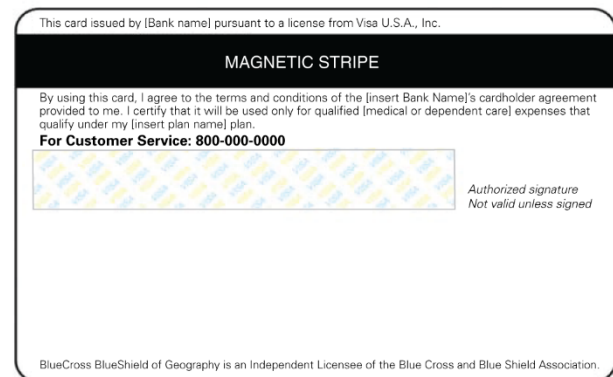 This card issued by [Bank name] pursuant to a license from Visa U.S.A., Inc.
MAGNETIC STRIPE
By using this card, I agree to the terms and conditions of the [insert Bank Name]'s cardholder agreement
provided to me. I certify that it will be used only for qualified [medical or dependent care] expenses that
qualify under my [insert plan name] plan.
For Customer Service: 800-000-0000
Authorized signature
Not valid unless signed
BlueCross BlueShield of Geography is an Independent Licensee of the Blue Cross and Blue Shield Association.